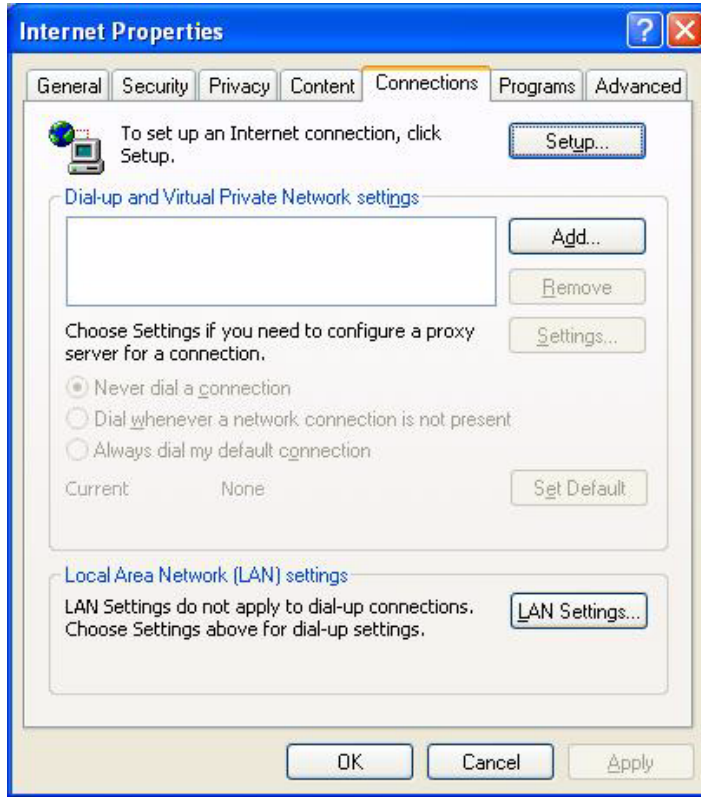 Internet Properties
General Security Privacy Content Connections Programs Advanced
To set up an Internet connection, click
Setup.
Setup...
Dial-up and Virtual Private Network settings
Add...
Remove
Choose Settings if you need to configure a proxy
server for a connection.
Settings...
Never dial a connection
Dial whenever a network connection is not present
Always dial my default connection
Current None
Set Default
Local Area Network (LAN) settings
LAN Settings do not apply to dial-up connections.
Choose Settings above for dial-up settings.
LAN Settings...
OK Cancel Apply